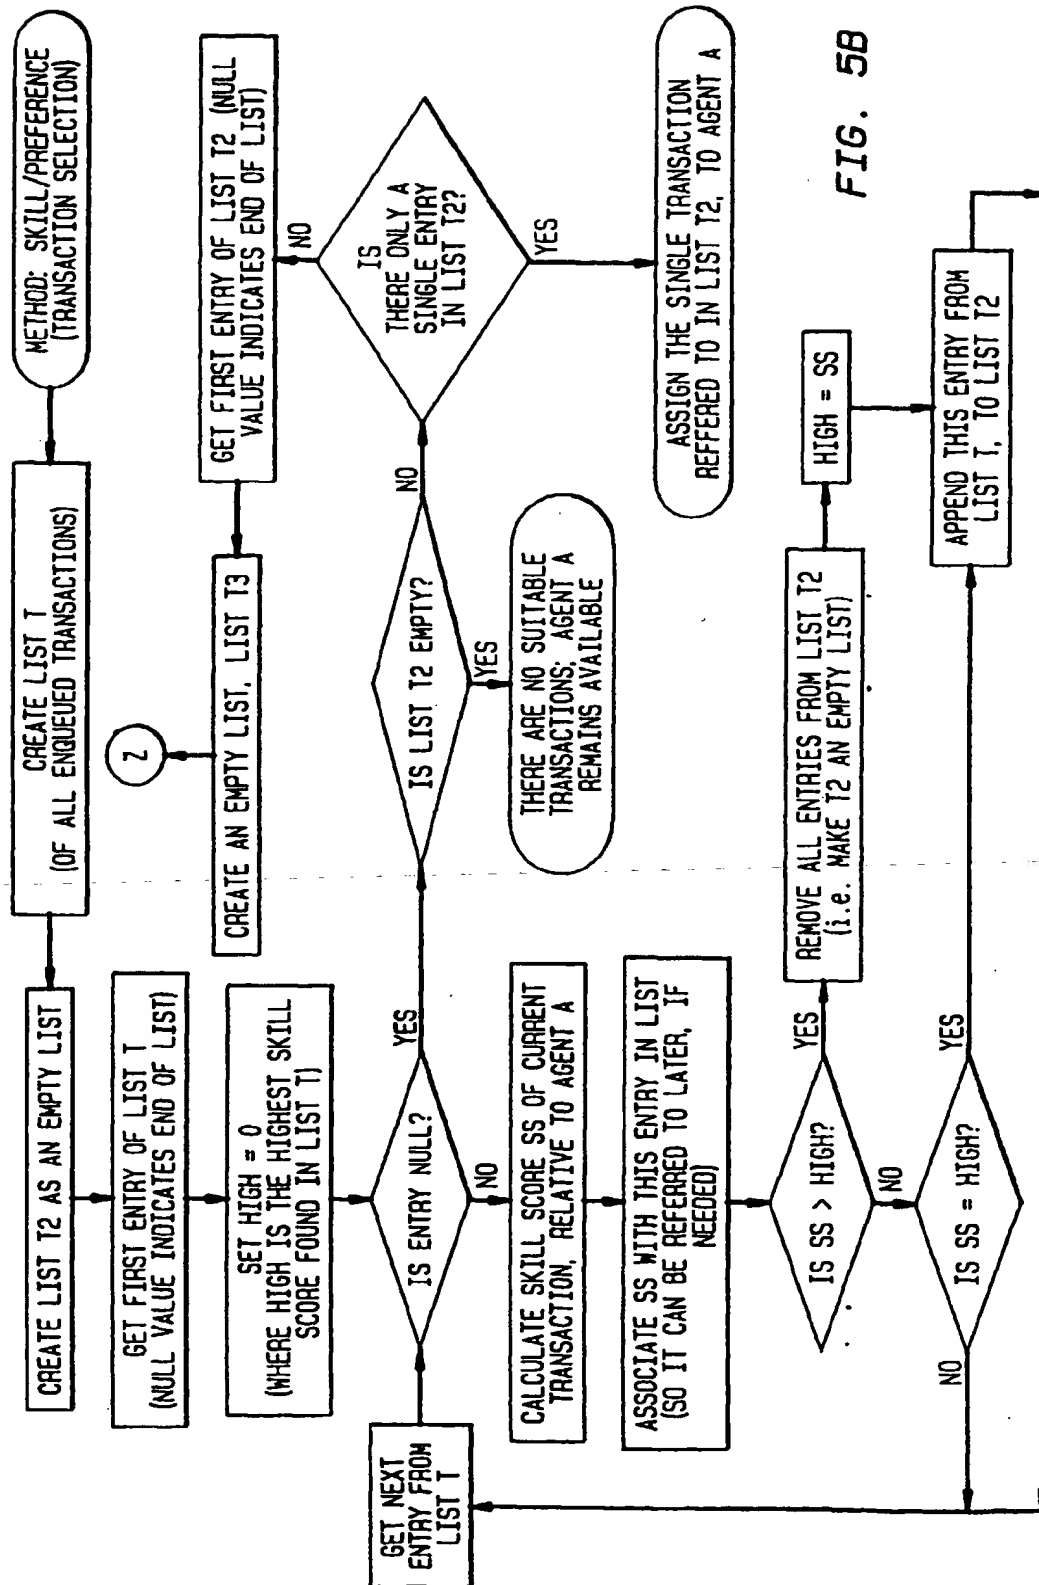 METHOD: SKILL/PREFERENCE
(TRANSACTION SELECTION)
CREATE LIST T
(OF ALL ENQUEUED TRANSACTIONS)
CREATE LIST T2 AS AN EMPTY LIST
GET FIRST ENTRY OF LIST T
(NULL VALUE INDICATES END OF LIST)
SET HIGH = 0
(WHERE HIGH IS THE HIGHEST SKILL
SCORE FOUND IN LIST T)
GET NEXT
ENTRY FROM
LIST T
IS ENTRY NULL?
YES
NO
IS LIST T2 EMPTY?
NO
YES
THERE ARE NO SUITABLE
TRANSACTIONS; AGENT A
REMAINS AVAILABLE
IS
THERE ONLY A
SINGLE ENTRY
IN LIST T2?
NO
YES
GET FIRST ENTRY OF LIST T2 (NULL
VALUE INDICATES END OF LIST)
CREATE AN EMPTY LIST, LIST T3
Z
ASSIGN THE SINGLE TRANSACTION
REFFERED TO IN LIST T2, TO AGENT A
CALCULATE SKILL SCORE SS OF CURRENT
TRANSACTION, RELATIVE TO AGENT A
ASSOCIATE SS WITH THIS ENTRY IN LIST
(SO IT CAN BE REFERRED TO LATER, IF
NEEDED)
IS SS > HIGH?
YES
NO
REMOVE ALL ENTRIES FROM LIST T2
(i.e. MAKE T2 AN EMPTY LIST)
HIGH = SS
IS SS = HIGH?
YES
NO
APPEND THIS ENTRY FROM
LIST T, TO LIST T2
FIG. 5B